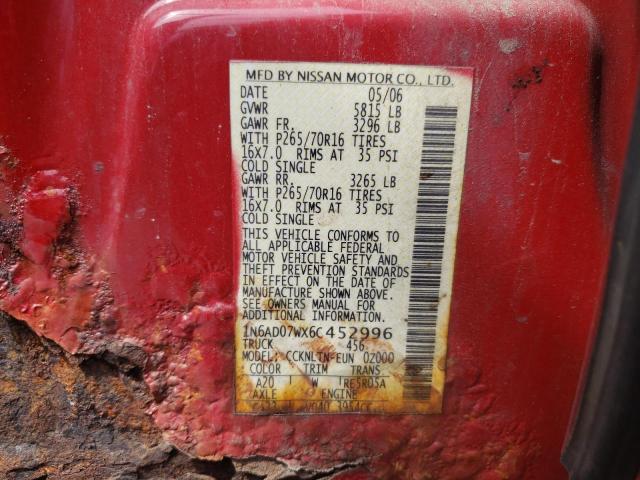 MFD BY NISSAN MOTOR CO., LTD.
DATE 05/06
GVWR 5815 LB
GAWR FR. 3296 LB
WITH P265/70R16 TIRES
16X7.0 RIMS AT 35 PSI
COLD SINGLE
GAWR RR. 3265 LB
WITH P265/70R16 TIRES
16X7.0 RIMS AT 35 PSI
COLD SINGLE
THIS VEHICLE CONFORMS TO
ALL APPLICABLE FEDERAL
MOTOR VEHICLE SAFETY AND
THEFT PREVENTION STANDARDS
IN EFFECT ON THE DATE OF
MANUFACTURE SHOWN ABOVE.
SEE OWNERS MANUAL FOR
ADDITIONAL INFORMATION.
1N6AD07WX6C452996
TRUCK 456
MODEL: CCKNLTN-EUN 02000
COLOR TRIM TRANS
A20 W RE5R05A
AXLE ENGINE
VQ40 3954CC